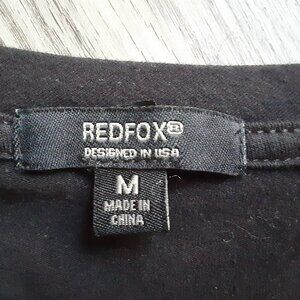 REDFOX®
DESIGNED IN USA
M
MADE IN
CHINA